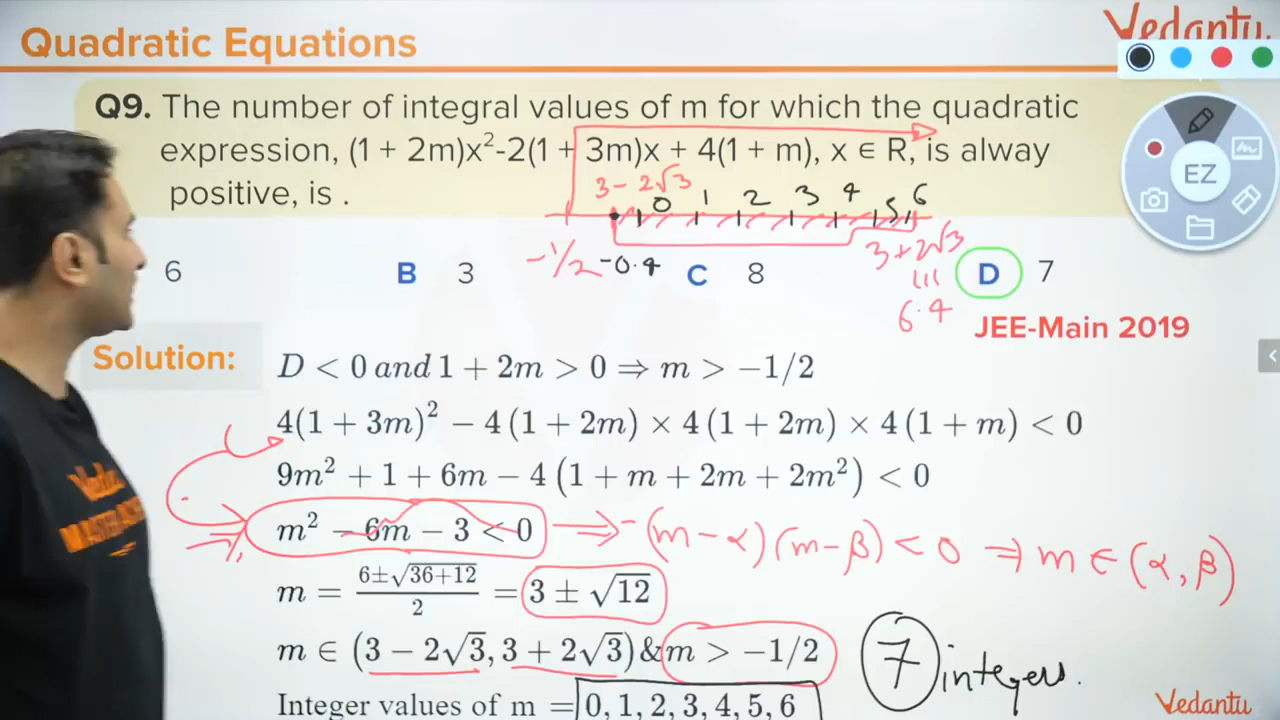 Quadratic Equations
Vedantu
Q9. The number of integral values of m for which the quadratic
expression, (1 + 2m)x²-2(1 + 3m)x + 4(1 + m), x ∈ R, is alway
positive, is .
3 - 2√3
0 1 2 3 4 5 6
-1/2 -0.4
3 + 2√3
6.4
6 B 3 C 8 D 7
EZ
JEE-Main 2019
Solution:
D < 0 and 1 + 2m > 0 ⇒ m > −1/2
4(1 + 3m)² − 4 (1 + 2m) × 4 (1 + 2m) × 4 (1 + m) < 0
9m² + 1 + 6m − 4 (1 + m + 2m + 2m²) < 0
m² − 6m − 3 < 0 ⇒ (m-α)(m-β) < 0 ⇒ m ∈ (α, β)
m = 6±√36+12 / 2 = 3 ± √12
m ∈ (3 − 2√3, 3 + 2√3) & m > −1/2
7 integers.
Integer values of m = 0, 1, 2, 3, 4, 5, 6
Vedantu
MASTER
Vedantu